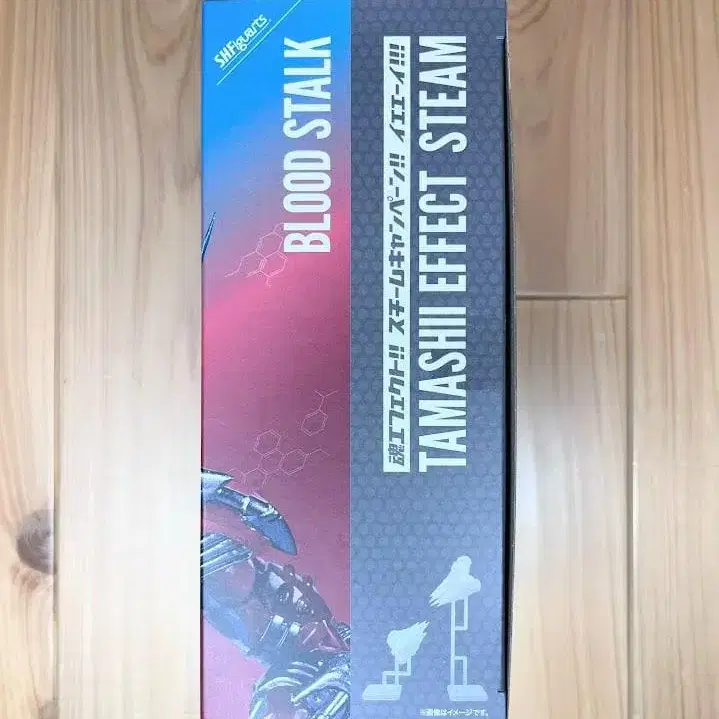 S.H.Figuarts
BLOOD STALK
魂エフェクト!! スチームキャンペーン!! イエエーイ!!!
TAMASHII EFFECT STEAM
※画像はイメージです。